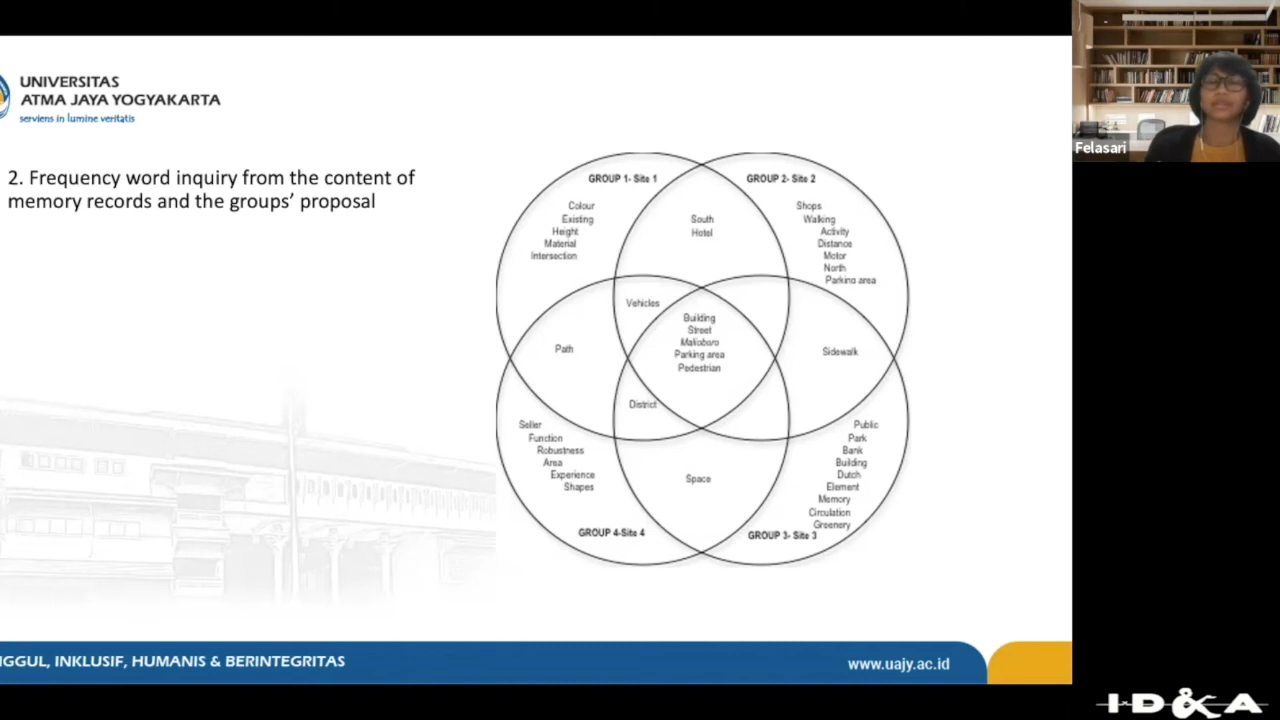 UNIVERSITAS
ATMA JAYA YOGYAKARTA
serviens in lumine veritatis
2. Frequency word inquiry from the content of
memory records and the groups' proposal
GROUP 1- Site 1
Colour
Existing
Height
Material
Intersection
South
Hotel
GROUP 2- Site 2
Shops
Walking
Activity
Distance
Motor
North
Parking area
Vehicles
Path
Building
Street
Malioboro
Parking area
Pedestrian
Sidewalk
District
Seller
Function
Robustness
Area
Experience
Shapes
GROUP 4-Site 4
Space
Public
Park
Bank
Building
Dutch
Element
Memory
Circulation
Greenery
GROUP 3- Site 3
NGGUL, INKLUSIF, HUMANIS & BERINTEGRITAS
www.uajy.ac.id
Felasari
ID&A